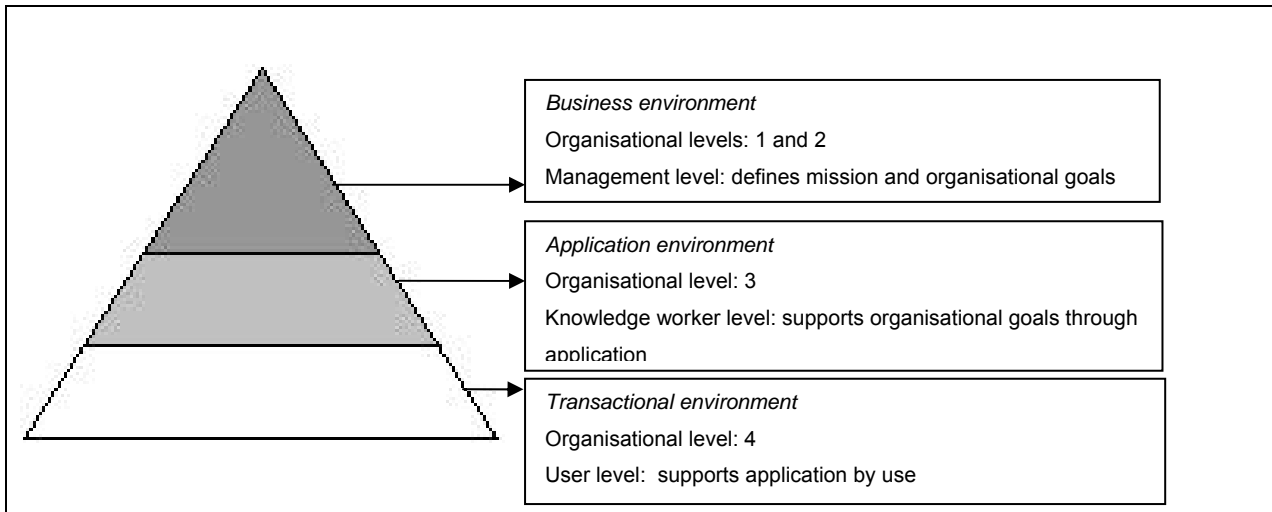 Business environment
Organisational levels: 1 and 2
Management level: defines mission and organisational goals
Application environment
Organisational level: 3
Knowledge worker level: supports organisational goals through
application
Transactional environment
Organisational level: 4
User level:  supports application by use